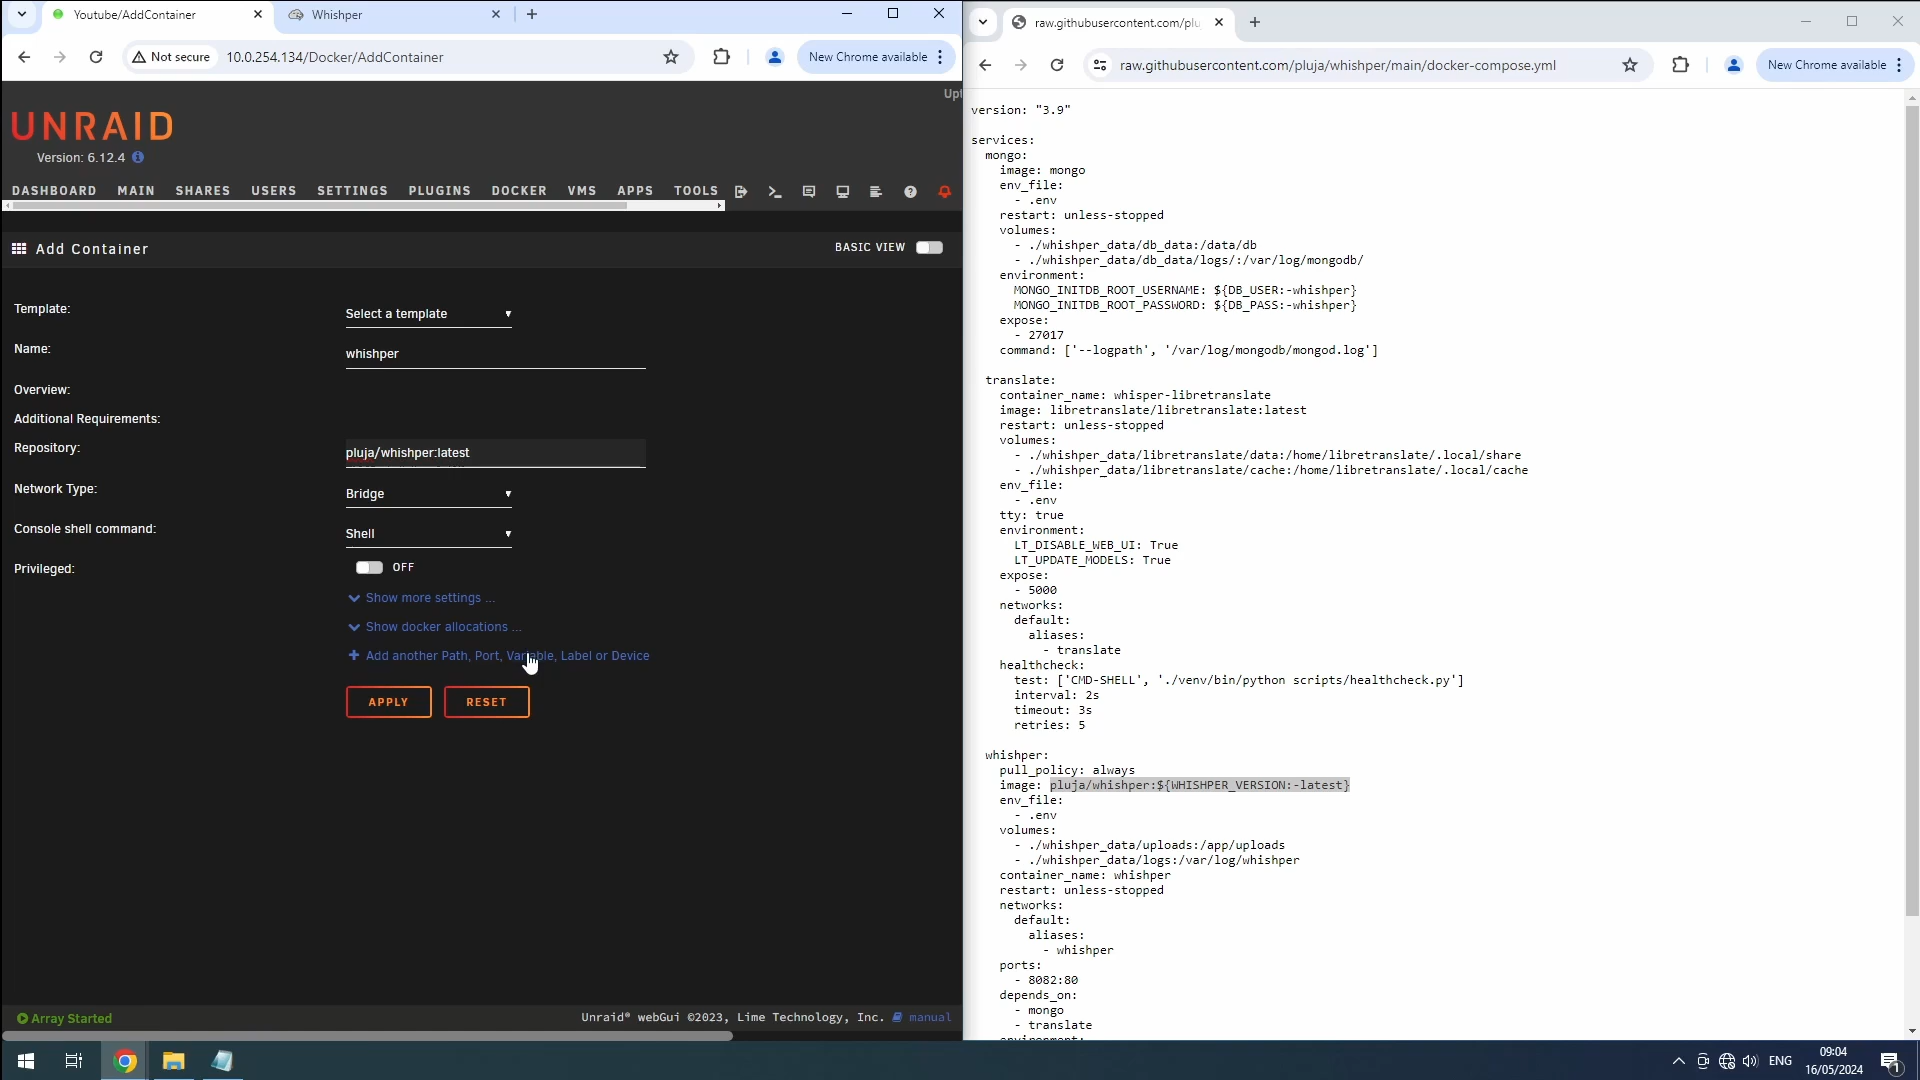 Youtube/AddContainer
Whishper
Not secure
10.0.254.134/Docker/AddContainer
New Chrome available
UNRAID
Version: 6.12.4
DASHBOARD
MAIN
SHARES
USERS
SETTINGS
PLUGINS
DOCKER
VMS
APPS
TOOLS
Add Container
BASIC VIEW
Template:
Select a template
Name:
whishper
Overview:
Additional Requirements:
Repository:
pluja/whishper:latest
Network Type:
Bridge
Console shell command:
Shell
Privileged:
OFF
Show more settings ...
Show docker allocations ...
Add another Path, Port, Variable, Label or Device
APPLY
RESET
Array Started
Unraid® webGui ©2023, Lime Technology, Inc.
manual
raw.githubusercontent.com/plu
raw.githubusercontent.com/pluja/whishper/main/docker-compose.yml
New Chrome available
version: "3.9"
services:
mongo:
image: mongo
env_file:
- .env
restart: unless-stopped
volumes:
- ./whishper_data/db_data:/data/db
- ./whishper_data/db_data/logs/:/var/log/mongodb/
environment:
MONGO_INITDB_ROOT_USERNAME: ${DB_USER:-whishper}
MONGO_INITDB_ROOT_PASSWORD: ${DB_PASS:-whishper}
expose:
- 27017
command: ['--logpath', '/var/log/mongodb/mongod.log']
translate:
container_name: whisper-libretranslate
image: libretranslate/libretranslate:latest
restart: unless-stopped
volumes:
- ./whishper_data/libretranslate/data:/home/libretranslate/.local/share
- ./whishper_data/libretranslate/cache:/home/libretranslate/.local/cache
env_file:
- .env
tty: true
environment:
LT_DISABLE_WEB_UI: True
LT_UPDATE_MODELS: True
expose:
- 5000
networks:
default:
aliases:
- translate
healthcheck:
test: ['CMD-SHELL', './venv/bin/python scripts/healthcheck.py']
interval: 2s
timeout: 3s
retries: 5
whishper:
pull_policy: always
image: pluja/whishper:${WHISHPER_VERSION:-latest}
env_file:
- .env
volumes:
- ./whishper_data/uploads:/app/uploads
- ./whishper_data/logs:/var/log/whishper
container_name: whishper
restart: unless-stopped
networks:
default:
aliases:
- whishper
ports:
- 8082:80
depends_on:
- mongo
- translate
ENG
09:04
16/05/2024
1